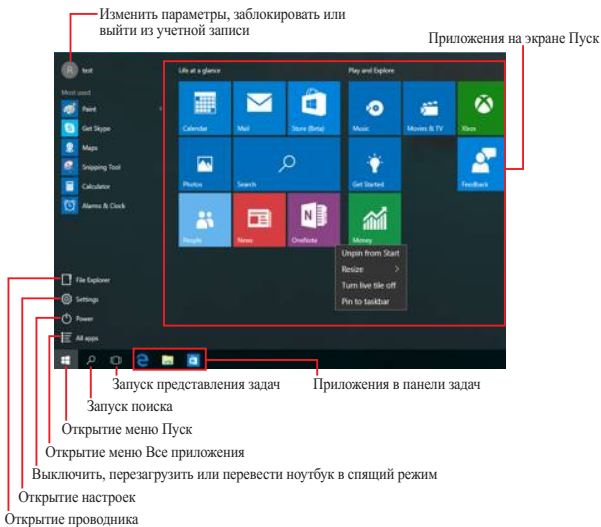 Изменить параметры, заблокировать или
выйти из учетной записи
Приложения на экране Пуск
test
Life at a glance
Play and Explore
Most used
Paint
Get Skype
Maps
Snipping Tool
Calculator
Alarms & Clock
Calendar
Mail
Store (Beta)
Music
Movies & TV
Xbox
Photos
Search
Get Started
Feedback
People
News
OneNote
Money
Unpin from Start
Resize
Turn live tile off
Pin to taskbar
File Explorer
Settings
Power
All apps
Запуск представления задач
Приложения в панели задач
Запуск поиска
Открытие меню Пуск
Открытие меню Все приложения
Выключить, перезагрузить или перевести ноутбук в спящий режим
Открытие настроек
Открытие проводника